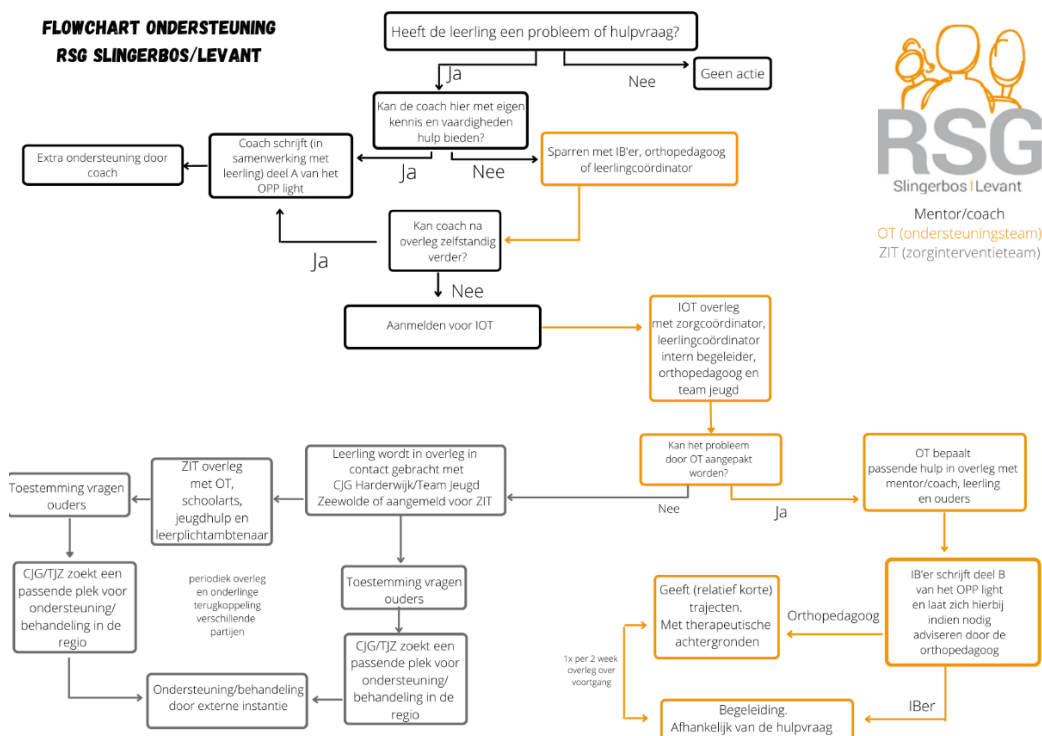 FLOWCHART ONDERSTEUNING
RSG SLINGERBOS/LEVANT
Heeft de leerling een probleem of hulpvraag?
Ja
Nee
Geen actie
Kan de coach hier met eigen
kennis en vaardigheden
hulp bieden?
Coach schrijft (in
samenwerking met
leerling) deel A van het
OPP light
Extra ondersteuning door
coach
Ja
Nee
Sparren met IB'er, orthopedagoog
of leerlingcoördinator
RSG
Slingerbos|Levant
Mentor/coach
OT (ondersteuningsteam)
ZIT (zorginterventieteam)
Kan coach na
overleg zelfstandig
verder?
Ja
Nee
Aanmelden voor IOT
IOT overleg
met zorgcoördinator,
leerlingcoördinator
intern begeleider,
orthopedagoog en
team jeugd
Kan het probleem
door OT aangepakt
worden?
Nee
Ja
OT bepaalt
passende hulp in overleg met
mentor/coach, leerling
en ouders
Leerling wordt in overleg in
contact gebracht met
CJG Harderwijk/Team Jeugd
Zeewolde of aangemeld voor ZIT
ZIT overleg
met OT,
schoolarts,
jeugdhulp en
leerplichtambtenaar
Toestemming vragen
ouders
CJG/TJZ zoekt een
passende plek voor
ondersteuning/
behandeling in de
regio
periodiek overleg
en onderlinge
terugkoppeling
verschillende
partijen
Toestemming vragen
ouders
CJG/TJZ zoekt een
passende plek voor
ondersteuning/
behandeling in de
regio
Ondersteuning/behandeling
door externe instantie
IB'er schrijft deel B
van het OPP light
en laat zich hierbij
indien nodig
adviseren door de
orthopedagoog
Orthopedagoog
Geeft (relatief korte)
trajecten.
Met therapeutische
achtergronden
1x per 2 week
overleg over
voortgang
IBer
Begeleiding.
Afhankelijk van de hulpvraag